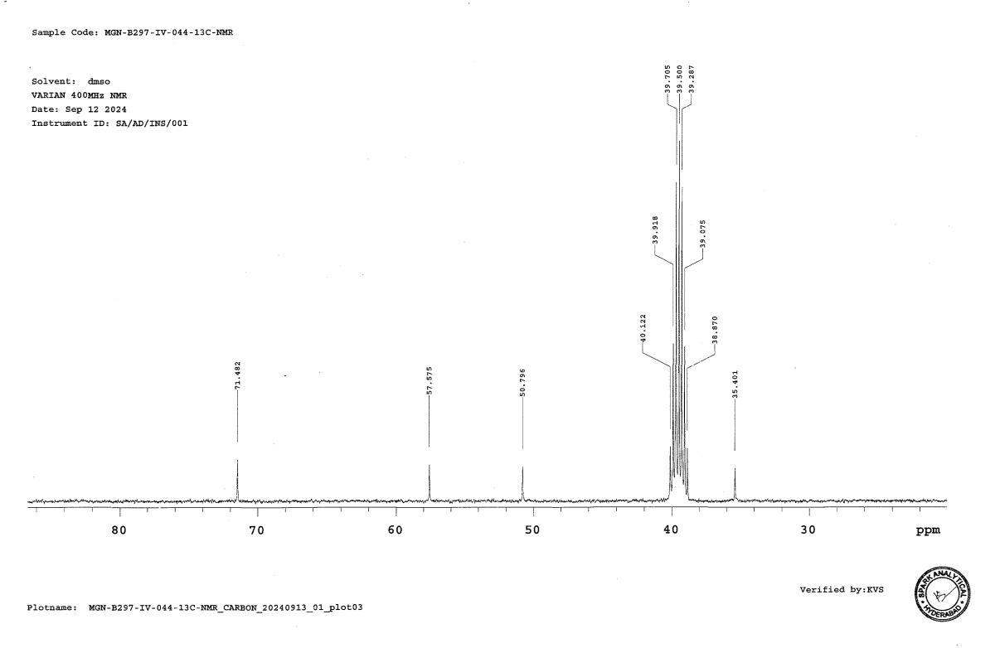 Sample Code: MGN-B297-IV-044-13C-NMR
Solvent: dmso
VARIAN 400MHz NMR
Date: Sep 12 2024
Instrument ID: SA/AD/INS/001
71.482
57.575
50.796
40.122
39.918
39.705
39.500
39.287
39.075
38.870
35.401
80 70 60 50 40 30 ppm
Verified by:KVS
SPARK ANALYTICAL
HYDERABAD
Plotname: MGN-B297-IV-044-13C-NMR_CARBON_20240913_01_plot03